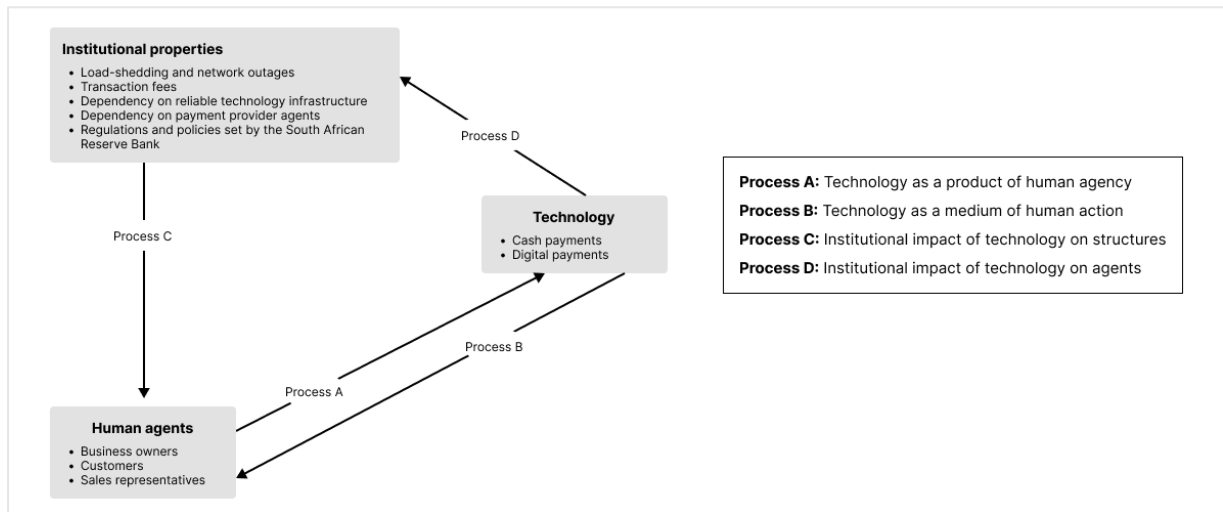 Institutional properties
• Load-shedding and network outages
• Transaction fees
• Dependency on reliable technology infrastructure
• Dependency on payment provider agents
• Regulations and policies set by the South African
Reserve Bank
Process D
Process C
Technology
• Cash payments
• Digital payments
Process A: Technology as a product of human agency
Process B: Technology as a medium of human action
Process C: Institutional impact of technology on structures
Process D: Institutional impact of technology on agents
Process B
Process A
Human agents
• Business owners
• Customers
• Sales representatives